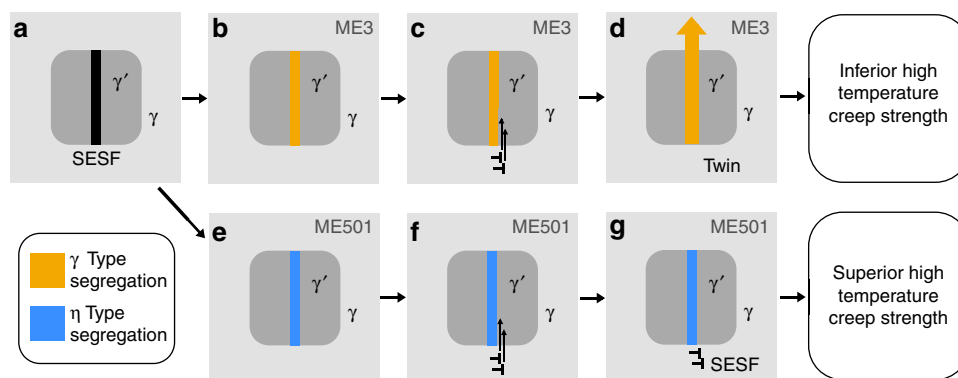 a
γ′
γ
SESF
b
ME3
γ′
γ
c
ME3
γ′
γ
d
ME3
γ′
γ
Twin
Inferior high
temperature
creep strength
γ Type
segregation
η Type
segregation
e
ME501
γ′
γ
f
ME501
γ′
γ
g
ME501
γ′
γ
SESF
Superior high
temperature
creep strength